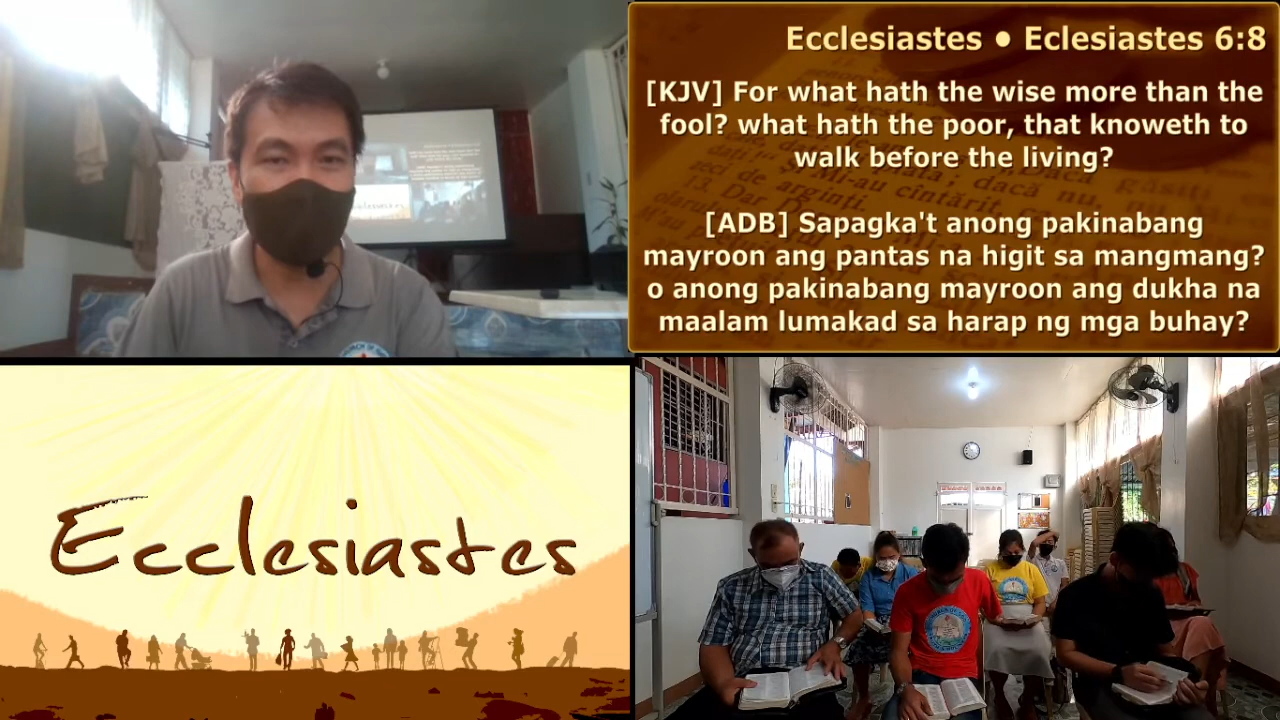 Ecclesiastes • Eclesiastes 6:8
[KJV] For what hath the wise more than the
fool? what hath the poor, that knoweth to
walk before the living?
[ADB] Sapagka't anong pakinabang
mayroon ang pantas na higit sa mangmang?
o anong pakinabang mayroon ang dukha na
maalam lumakad sa harap ng mga buhay?
Ecclesiastes